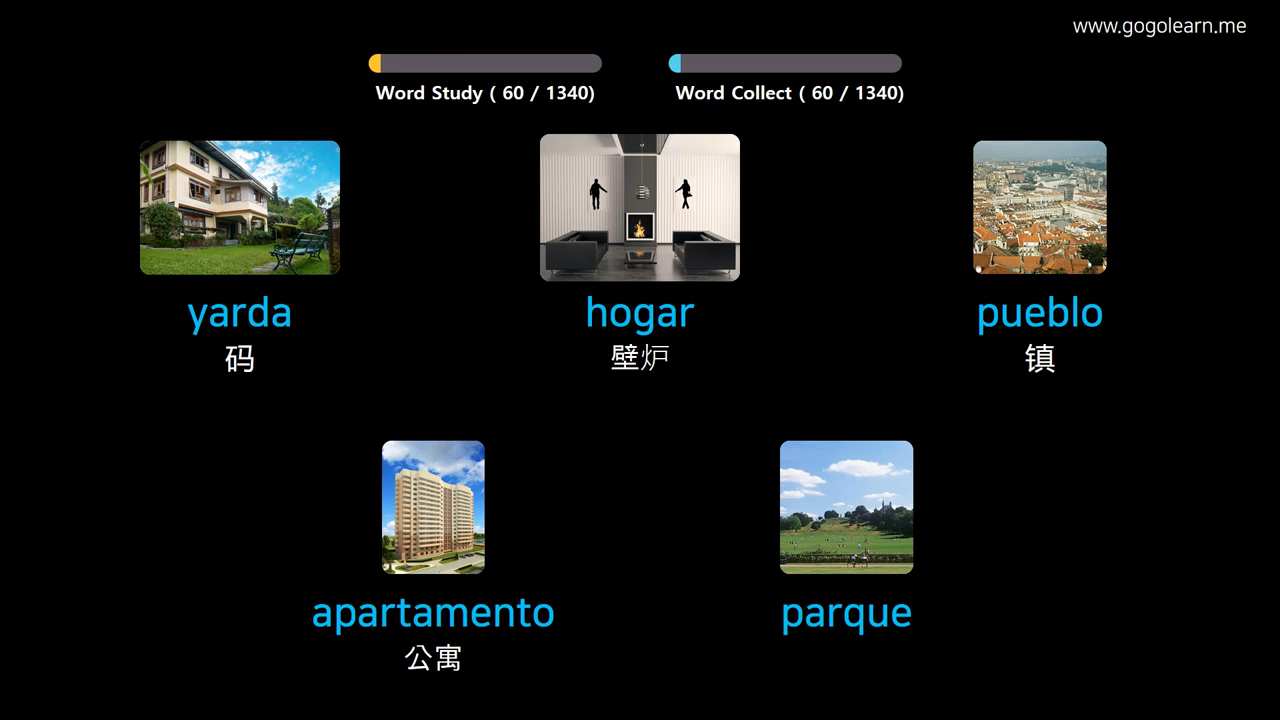 www.gogolearn.me
Word Study ( 60 / 1340)
Word Collect ( 60 / 1340)
yarda
码
hogar
壁炉
pueblo
镇
apartamento
公寓
parque